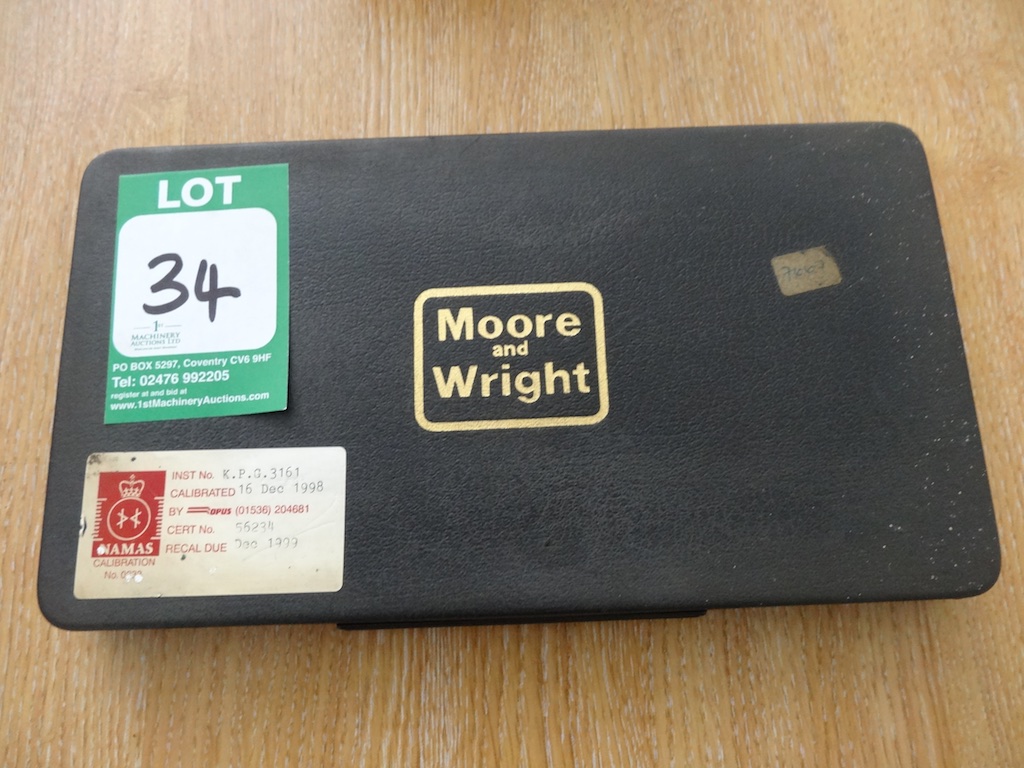 LOT
34
1st
MACHINERY
AUCTIONS LTD
PO BOX 5297, Coventry CV6 9HF
Tel: 02476 992205
register at and bid at
www.1stMachineryAuctions.com
Moore
and
Wright
INST No. K.P.G.3161
CALIBRATED 16 Dec 1998
BY OPUS (01536) 204681
CERT No. 56234
RECAL DUE Dec 1999
NAMAS
CALIBRATION
No.